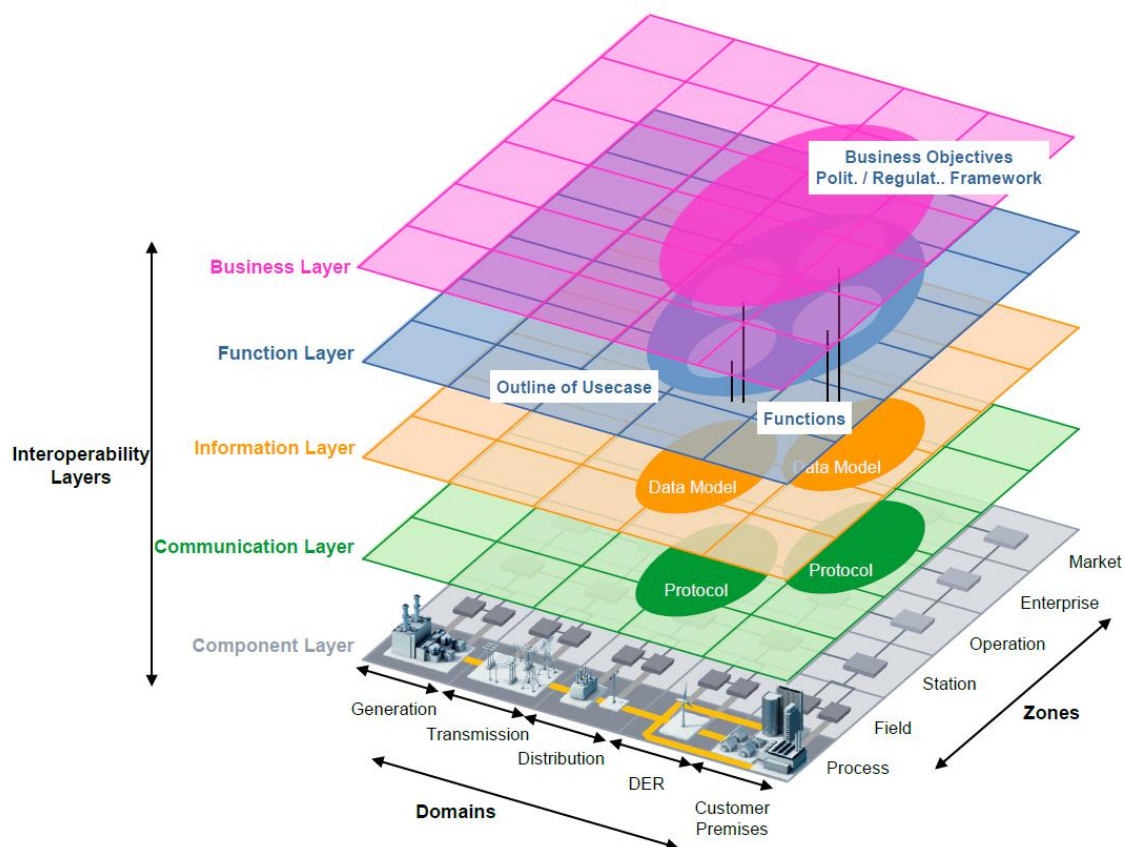 Business Objectives
Polit. / Regulat.. Framework
Business Layer
Function Layer
Outline of Usecase
Functions
Interoperability
Layers
Information Layer
Data Model
Data Model
Communication Layer
Protocol
Protocol
Component Layer
Market
Enterprise
Operation
Station
Field
Process
Zones
Generation
Transmission
Distribution
DER
Customer
Premises
Domains